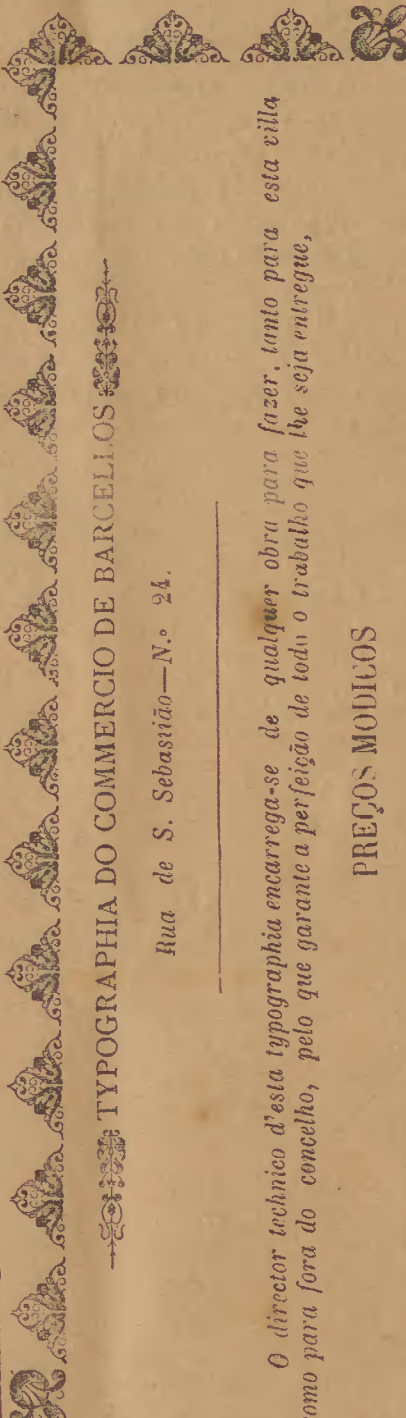 TYPOGRAPHIA DO COMMERCIO DE BARCELLOS
Rua de S. Sebastião—N.º 24.
O director technico d'esta typographia encarrega-se de qualquer obra para fazer, tanto para esta villa
como para fora do concelho, pelo que garante a perfeição de todo o trabalho que lhe seja entregue,
PREÇOS MODICOS